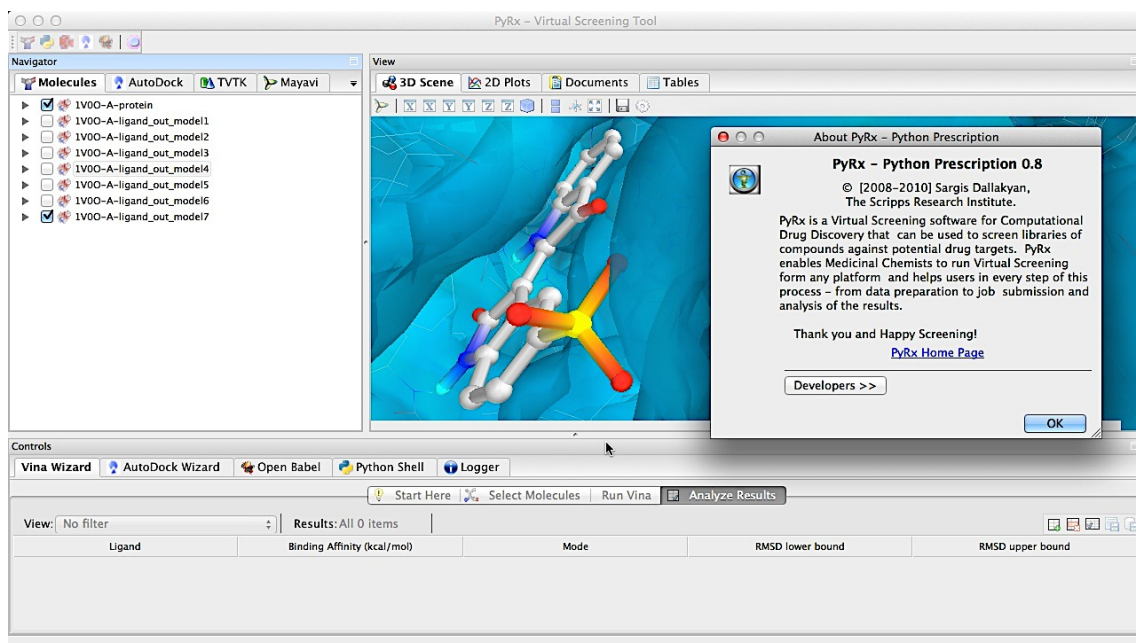 PyRx – Virtual Screening Tool
Navigator
Molecules AutoDock TVTK Mayavi
1V0O-A-protein
1V0O-A-ligand_out_model1
1V0O-A-ligand_out_model2
1V0O-A-ligand_out_model3
1V0O-A-ligand_out_model4
1V0O-A-ligand_out_model5
1V0O-A-ligand_out_model6
1V0O-A-ligand_out_model7
View
3D Scene 2D Plots Documents Tables
X X Y Y Z Z
About PyRx – Python Prescription
PyRx – Python Prescription 0.8
© [2008-2010] Sargis Dallakyan,
The Scripps Research Institute.
PyRx is a Virtual Screening software for Computational
Drug Discovery that can be used to screen libraries of
compounds against potential drug targets. PyRx
enables Medicinal Chemists to run Virtual Screening
form any platform and helps users in every step of this
process – from data preparation to job submission and
analysis of the results.
Thank you and Happy Screening!
PyRx Home Page
Developers >>
OK
Controls
Vina Wizard AutoDock Wizard Open Babel Python Shell Logger
Start Here Select Molecules Run Vina Analyze Results
View: No filter Results: All 0 items
Ligand Binding Affinity (kcal/mol) Mode RMSD lower bound RMSD upper bound